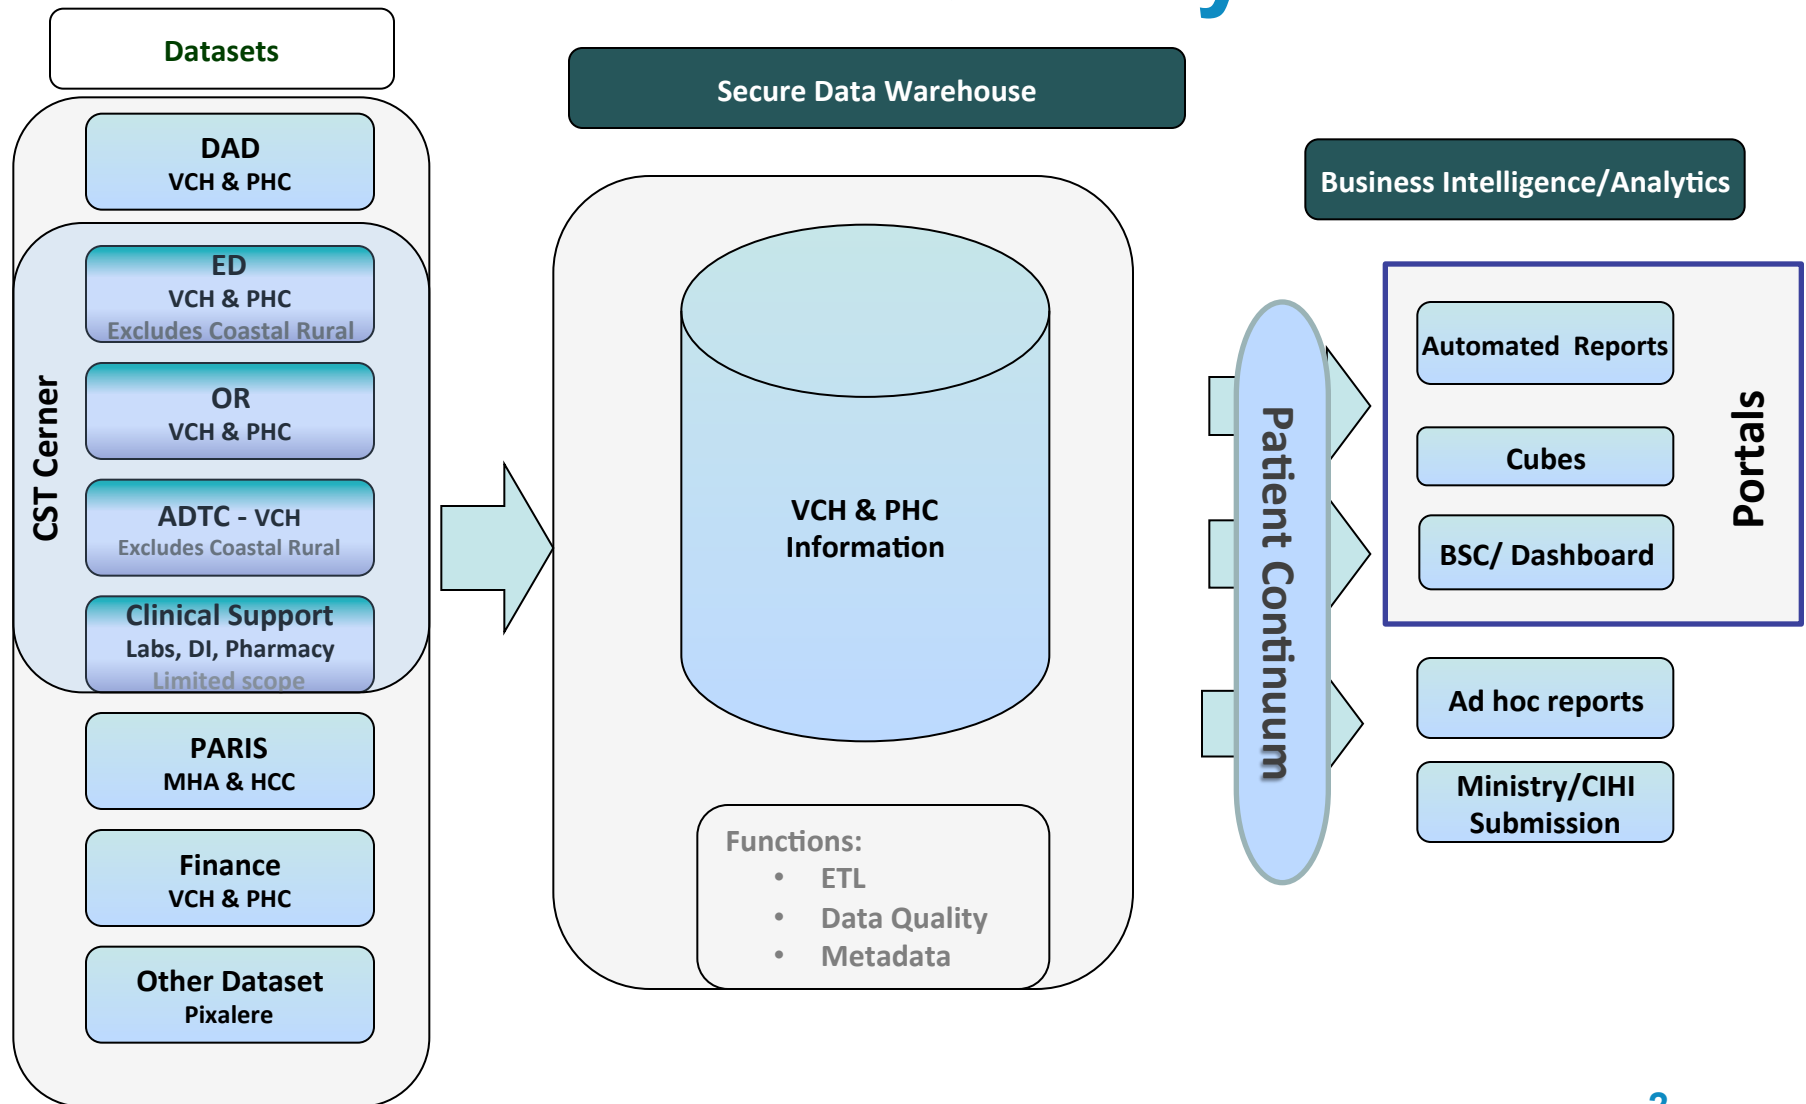 Datasets
DAD
VCH & PHC
CST Cerner
ED
VCH & PHC
Excludes Coastal Rural
OR
VCH & PHC
ADTC - VCH
Excludes Coastal Rural
Clinical Support
Labs, DI, Pharmacy
Limited scope
PARIS
MHA & HCC
Finance
VCH & PHC
Other Dataset
Pixalere
Secure Data Warehouse
VCH & PHC
Information
Functions:
• ETL
• Data Quality
• Metadata
Patient Continuum
Business Intelligence/Analytics
Automated Reports
Cubes
BSC/ Dashboard
Portals
Ad hoc reports
Ministry/CIHI
Submission